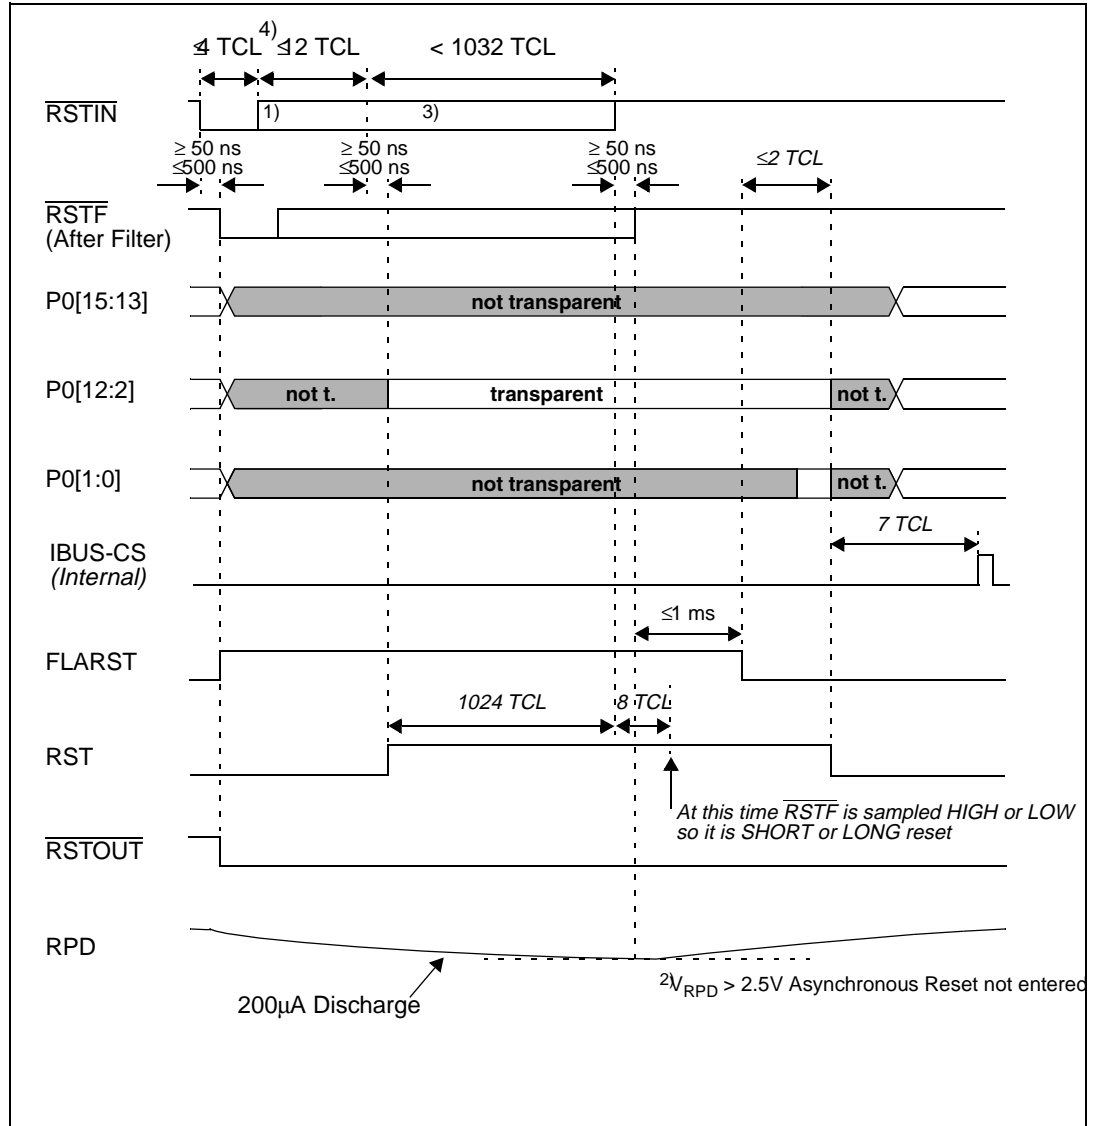 4)
≤4 TCL ≤12 TCL < 1032 TCL
RSTIN
1) 3)
≥ 50 ns ≥ 50 ns ≥ 50 ns
≤500 ns ≤500 ns ≤500 ns
≤2 TCL
RSTF
(After Filter)
P0[15:13] not transparent
P0[12:2] not t. transparent not t.
P0[1:0] not transparent not t.
7 TCL
IBUS-CS
(Internal)
≤1 ms
FLARST
1024 TCL 8 TCL
RST
At this time RSTF is sampled HIGH or LOW
so it is SHORT or LONG reset
RSTOUT
RPD
2)VRPD > 2.5V Asynchronous Reset not entered
200µA Discharge